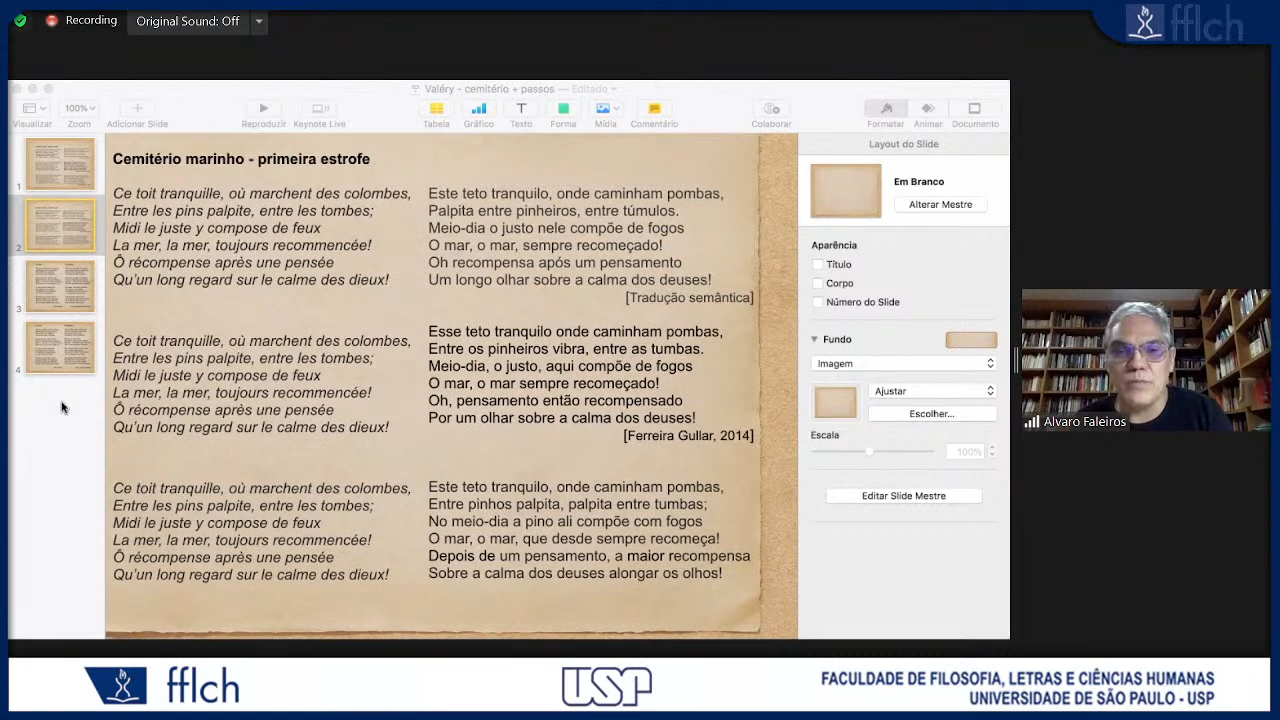 Recording
Original Sound: Off
fflch
Valéry - cemitério + passos — Editado
100%
Visualizar
Zoom
Adicionar Slide
Reproduzir
Keynote Live
Tabela
Gráfico
Texto
Forma
Mídia
Comentário
Colaborar
Formatar
Animar
Documento
1
2
3
4
Cemitério marinho - primeira estrofe
Ce toit tranquille, où marchent des colombes,
Entre les pins palpite, entre les tombes;
Midi le juste y compose de feux
La mer, la mer, toujours recommencée!
Ô récompense après une pensée
Qu'un long regard sur le calme des dieux!
Este teto tranquilo, onde caminham pombas,
Palpita entre pinheiros, entre túmulos.
Meio-dia o justo nele compõe de fogos
O mar, o mar, sempre recomeçado!
Oh recompensa após um pensamento
Um longo olhar sobre a calma dos deuses!
[Tradução semântica]
Ce toit tranquille, où marchent des colombes,
Entre les pins palpite, entre les tombes;
Midi le juste y compose de feux
La mer, la mer, toujours recommencée!
Ô récompense après une pensée
Qu'un long regard sur le calme des dieux!
Esse teto tranquilo onde caminham pombas,
Entre os pinheiros vibra, entre as tumbas.
Meio-dia, o justo, aqui compõe de fogos
O mar, o mar sempre recomeçado!
Oh, pensamento então recompensado
Por um olhar sobre a calma dos deuses!
[Ferreira Gullar, 2014]
Ce toit tranquille, où marchent des colombes,
Entre les pins palpite, entre les tombes;
Midi le juste y compose de feux
La mer, la mer, toujours recommencée!
Ô récompense après une pensée
Qu'un long regard sur le calme des dieux!
Este teto tranquilo, onde caminham pombas,
Entre pinhos palpita, palpita entre tumbas;
No meio-dia a pino ali compõe com fogos
O mar, o mar, que desde sempre recomeça!
Depois de um pensamento, a maior recompensa
Sobre a calma dos deuses alongar os olhos!
Layout do Slide
Em Branco
Alterar Mestre
Aparência
Título
Corpo
Número do Slide
Fundo
Imagem
Ajustar
Escolher...
Escala
100%
Editar Slide Mestre
Alvaro Faleiros
fflch
USP
FACULDADE DE FILOSOFIA, LETRAS E CIÊNCIAS HUMANAS
UNIVERSIDADE DE SÃO PAULO - USP